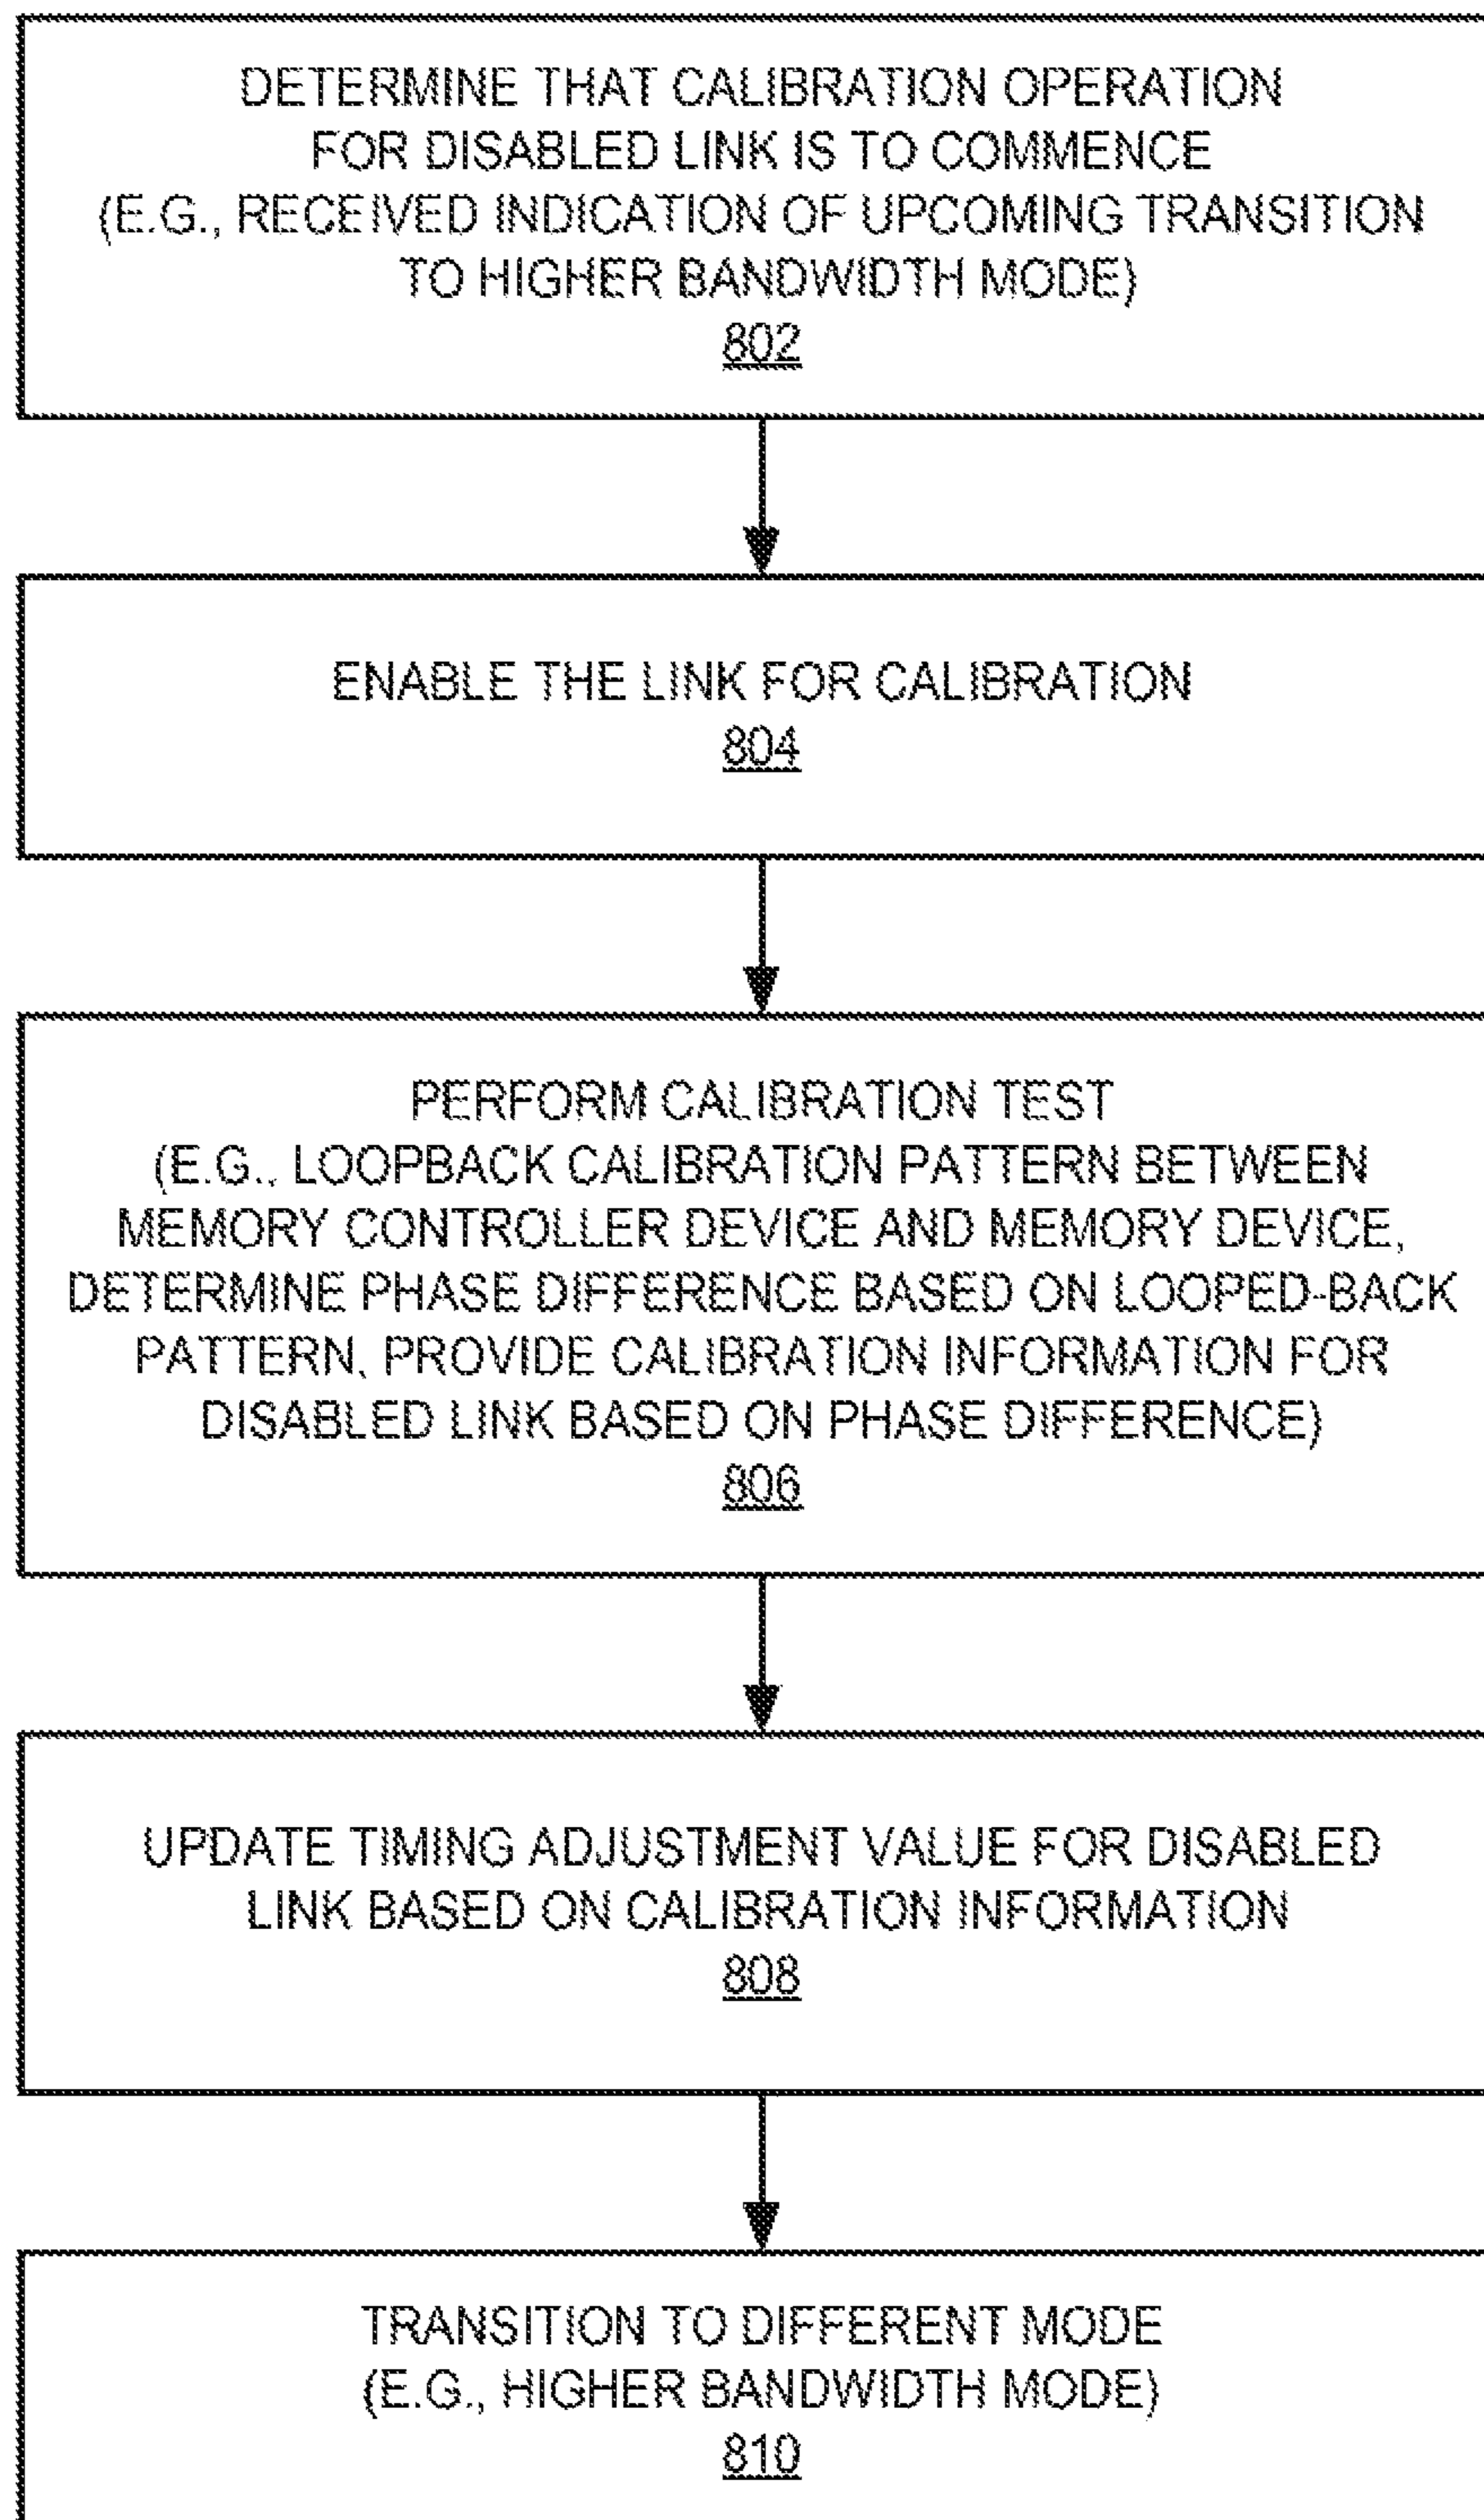 DETERMINE THAT CALIBRATION OPERATION
FOR DISABLED LINK IS TO COMMENCE
(E.G., RECEIVED INDICATION OF UPCOMING TRANSITION
TO HIGHER BANDWIDTH MODE)
802
ENABLE THE LINK FOR CALIBRATION
804
PERFORM CALIBRATION TEST
(E.G., LOOPBACK CALIBRATION PATTERN BETWEEN
MEMORY CONTROLLER DEVICE AND MEMORY DEVICE,
DETERMINE PHASE DIFFERENCE BASED ON LOOPED-BACK
PATTERN, PROVIDE CALIBRATION INFORMATION FOR
DISABLED LINK BASED ON PHASE DIFFERENCE)
806
UPDATE TIMING ADJUSTMENT VALUE FOR DISABLED
LINK BASED ON CALIBRATION INFORMATION
808
TRANSITION TO DIFFERENT MODE
(E.G., HIGHER BANDWIDTH MODE)
810